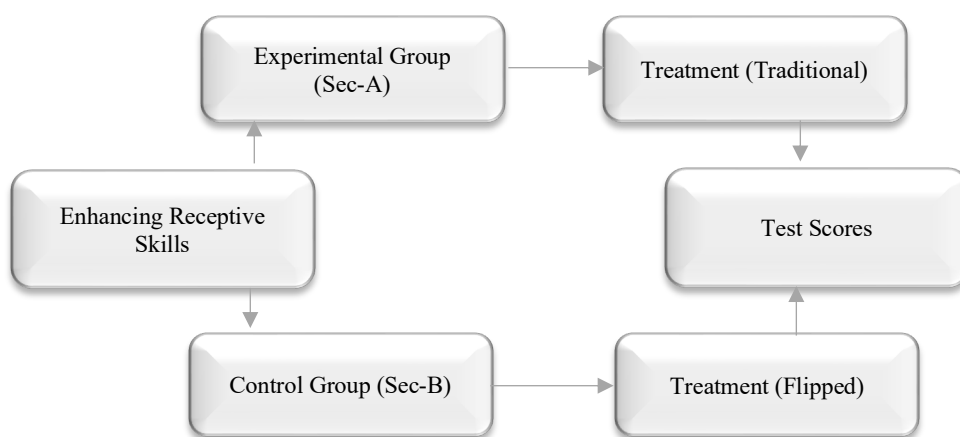 Experimental Group
(Sec-A)
Treatment (Traditional)
Enhancing Receptive
Skills
Test Scores
Control Group (Sec-B)
Treatment (Flipped)